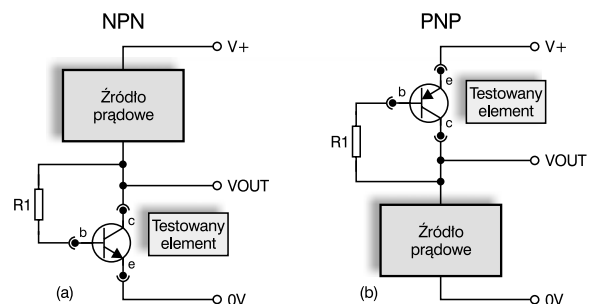 NPN
V+
Źródło
prądowe
R1
VOUT
b
c
e
Testowany
element
(a)
0V
PNP
V+
e
b
c
Testowany
element
R1
VOUT
Źródło
prądowe
(b)
0V